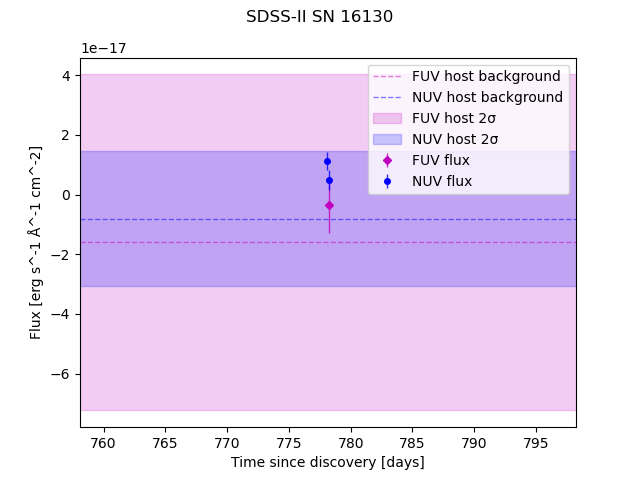 SDSS-II SN 16130
1e−17
FUV host background
NUV host background
FUV host 2σ
NUV host 2σ
FUV flux
NUV flux
4
2
0
−2
−4
−6
Flux [erg s^-1 Å^-1 cm^-2]
760 765 770 775 780 785 790 795
Time since discovery [days]